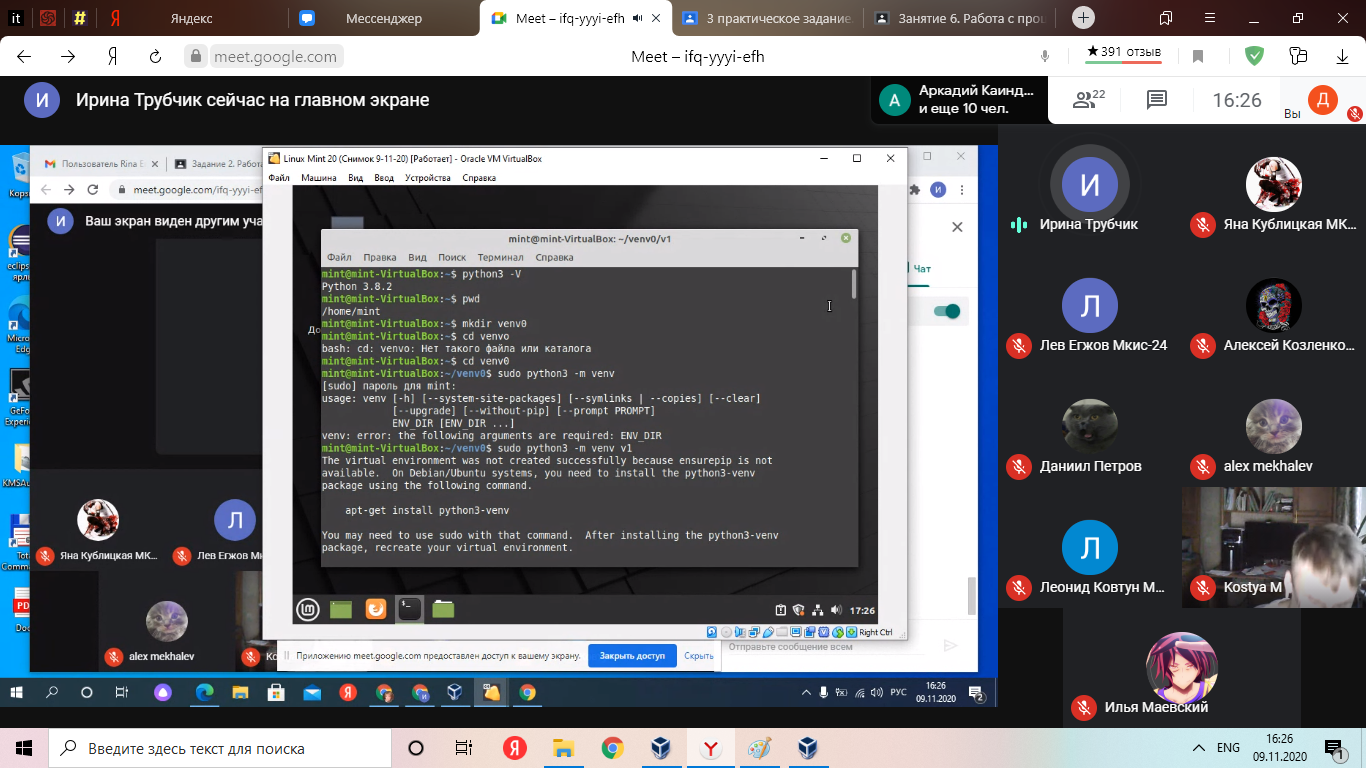 Яндекс
Мессенджер
Meet – ifq-yyyi-efh
3 практическое задание.
Занятие 6. Работа с проц
meet.google.com
Meet – ifq-yyyi-efh
★391 отзыв
И
Ирина Трубчик сейчас на главном экране
А
Аркадий Каинд...
и еще 10 чел.
22
16:26
Вы
Д
Пользователь Rina
Задание 2. Работ
meet.google.com/ifq-yyyi-ef
И
Ваш экран виден другим уча
Чат
Linux Mint 20 (Снимок 9-11-20) [Работает] - Oracle VM VirtualBox
Файл Машина Вид Ввод Устройства Справка
mint@mint-VirtualBox: ~/venv0/v1
Файл Правка Вид Поиск Терминал Справка
mint@mint-VirtualBox:~$ python3 -V
Python 3.8.2
mint@mint-VirtualBox:~$ pwd
/home/mint
mint@mint-VirtualBox:~$ mkdir venv0
mint@mint-VirtualBox:~$ cd venvo
bash: cd: venvo: Нет такого файла или каталога
mint@mint-VirtualBox:~$ cd venv0
mint@mint-VirtualBox:~/venv0$ sudo python3 -m venv
[sudo] пароль для mint:
usage: venv [-h] [--system-site-packages] [--symlinks | --copies] [--clear]
[--upgrade] [--without-pip] [--prompt PROMPT]
ENV_DIR [ENV_DIR ...]
venv: error: the following arguments are required: ENV_DIR
mint@mint-VirtualBox:~/venv0$ sudo python3 -m venv v1
The virtual environment was not created successfully because ensurepip is not
available.  On Debian/Ubuntu systems, you need to install the python3-venv
package using the following command.
apt-get install python3-venv
You may need to use sudo with that command.  After installing the python3-venv
package, recreate your virtual environment.
17:26
Right Ctrl
Яна Кублицкая МК...
Л
Лев Егжов Мки
alex mekhalev
Приложению meet.google.com предоставлен доступ к вашему экрану.
Закрыть доступ
Скрыть
Отправьте сообщение всем
РУС
16:26
09.11.2020
2
И
Ирина Трубчик
Яна Кублицкая МК...
Л
Лев Егжов Мкис-24
Алексей Козленко...
Даниил Петров
alex mekhalev
Л
Леонид Ковтун М...
Kostya M
Илья Маевский
Введите здесь текст для поиска
ENG
16:26
09.11.2020
1